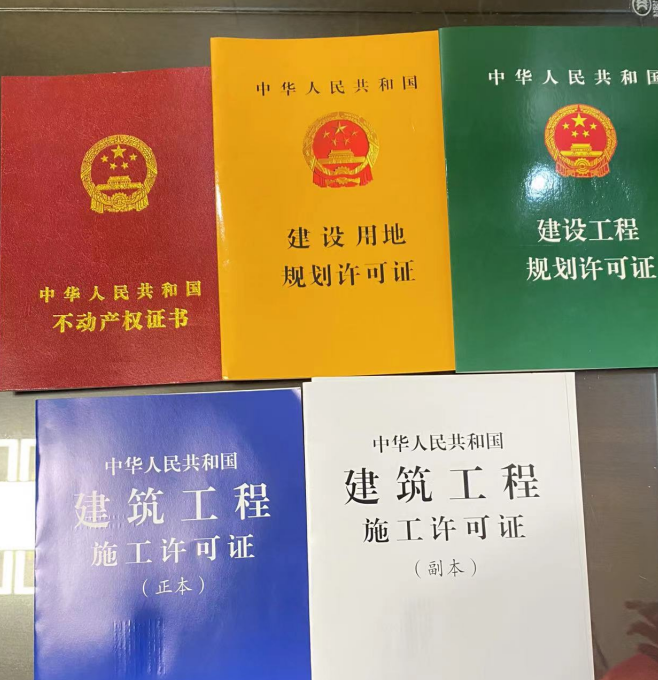 中华人民共和国
不动产权证书
中华人民共和国
建设用地
规划许可证
中华人民共和国
建设工程
规划许可证
中华人民共和国
建筑工程
施工许可证
(正本)
中华人民共和国
建筑工程
施工许可证
(副本)